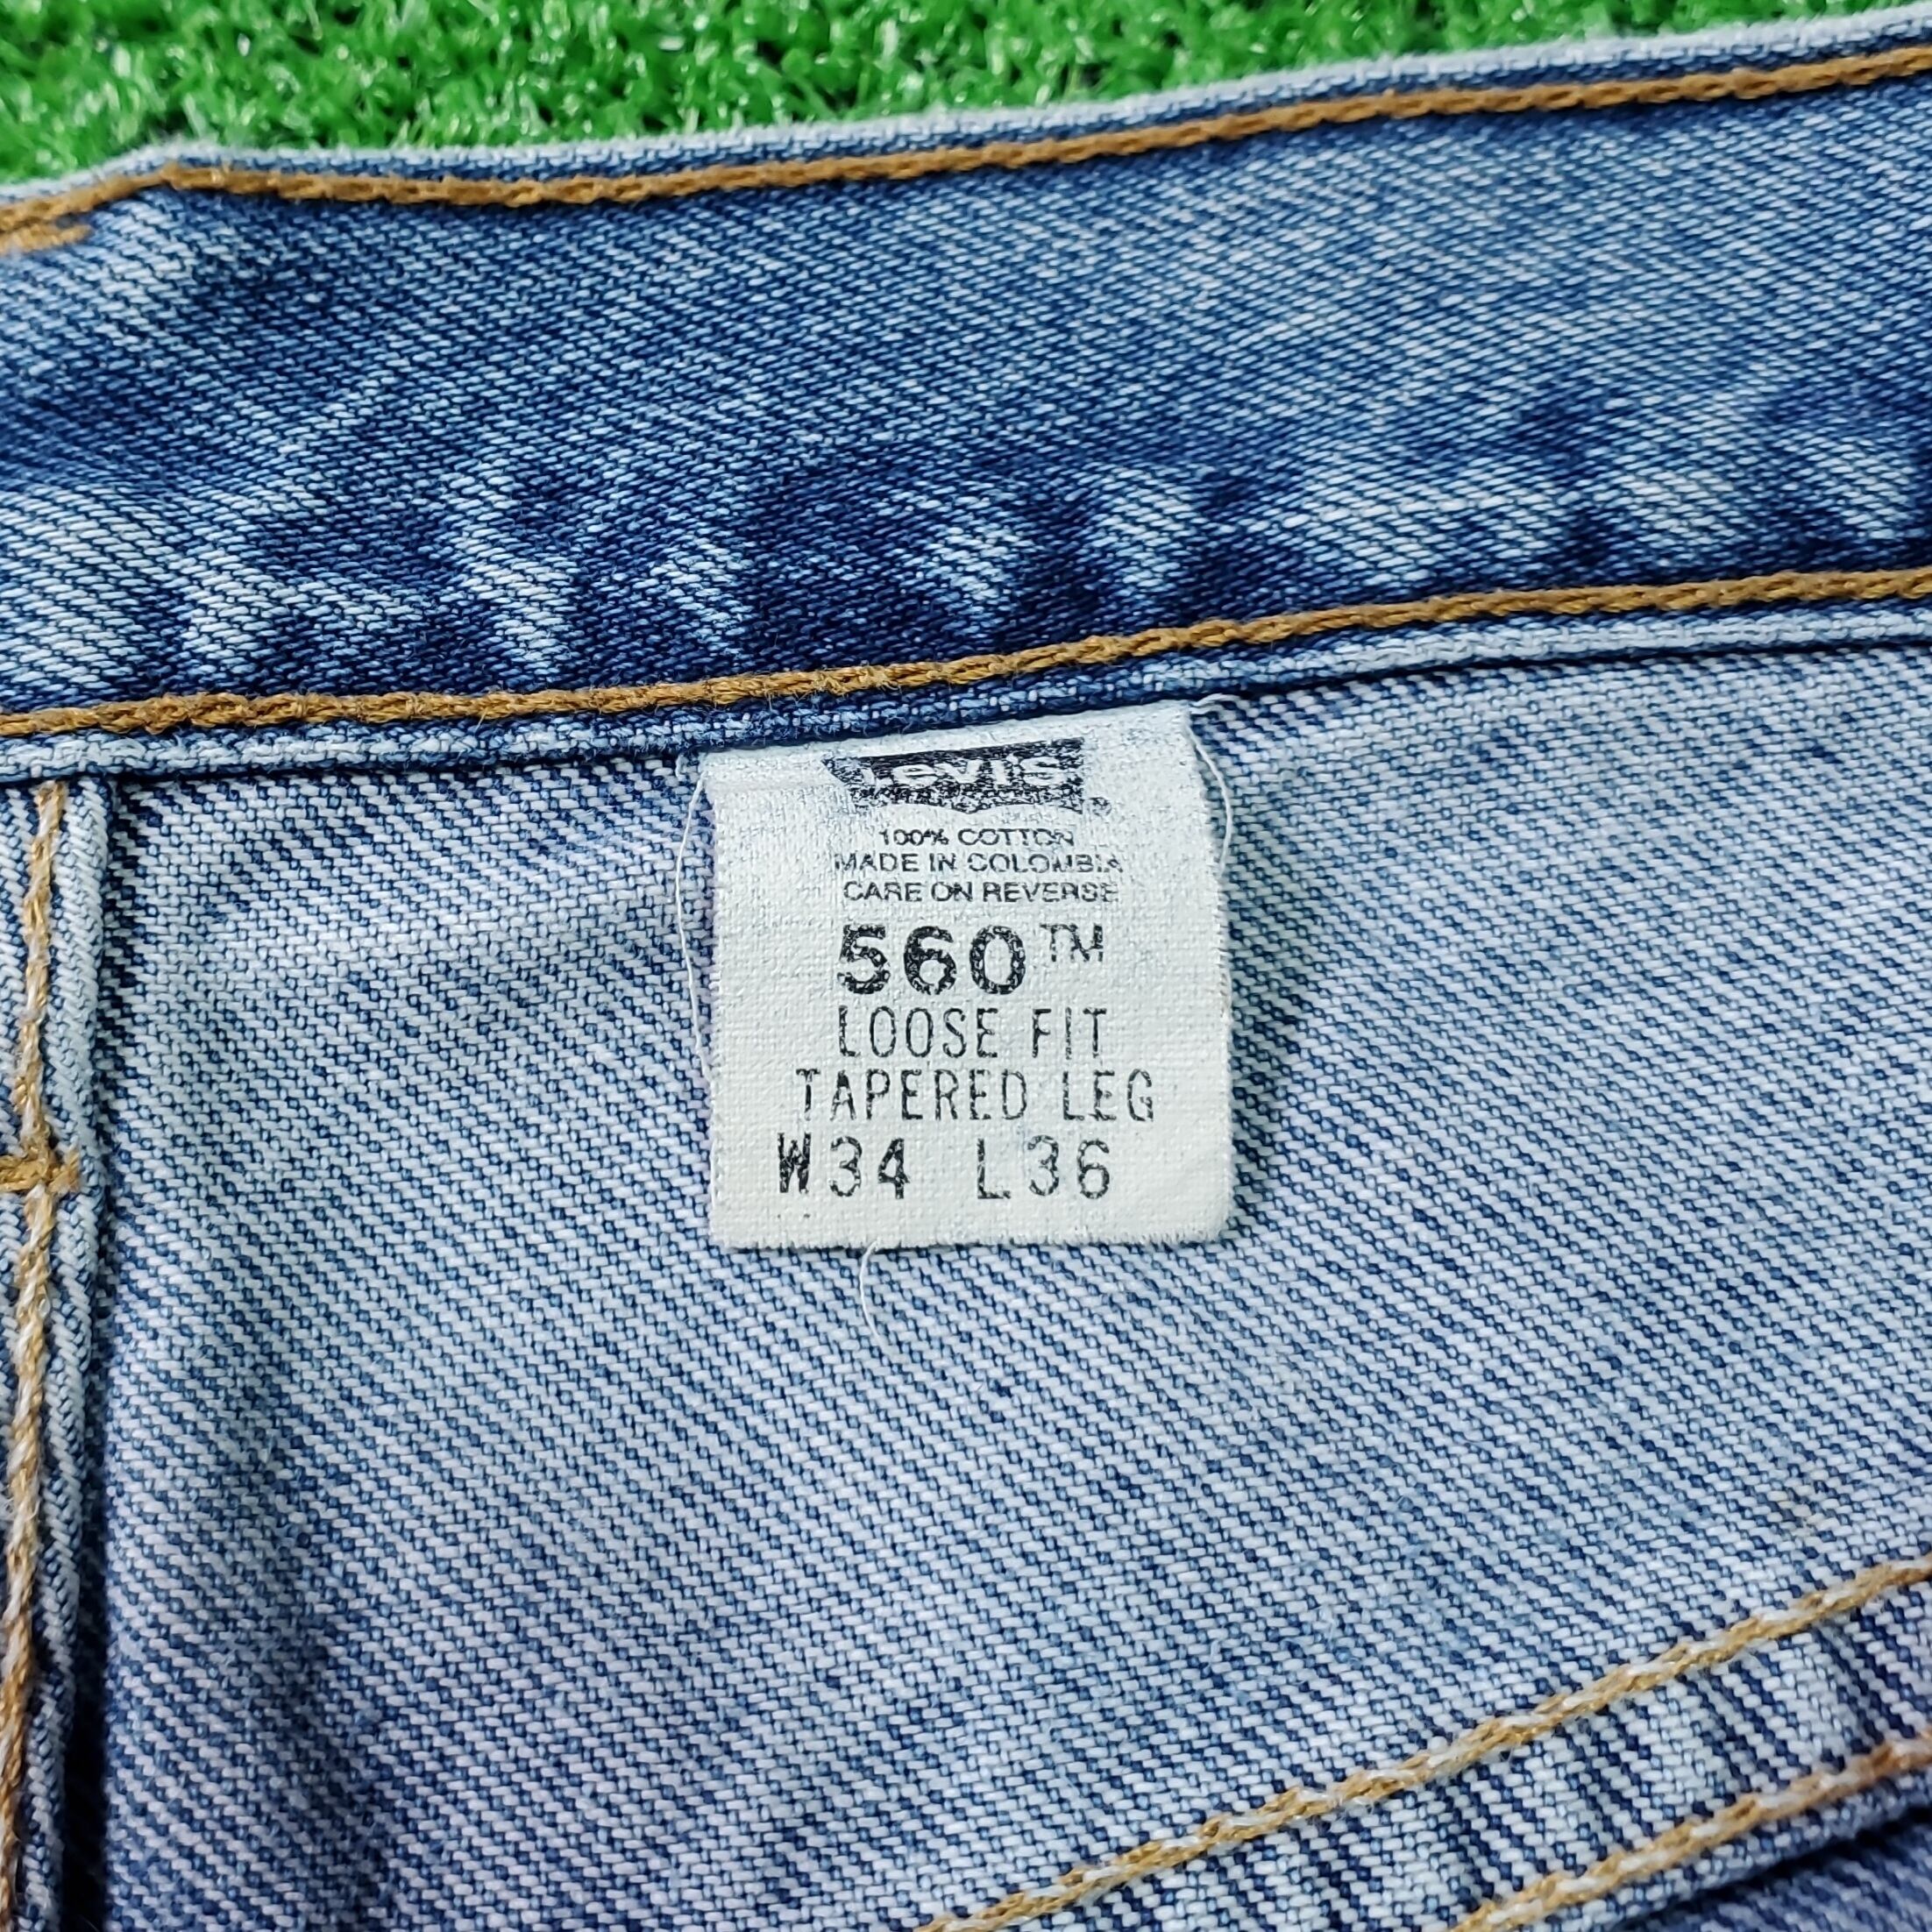 Levi's
100% COTTON
MADE IN COLOMBIA
CARE ON REVERSE
560™
LOOSE FIT
TAPERED LEG
W34 L36